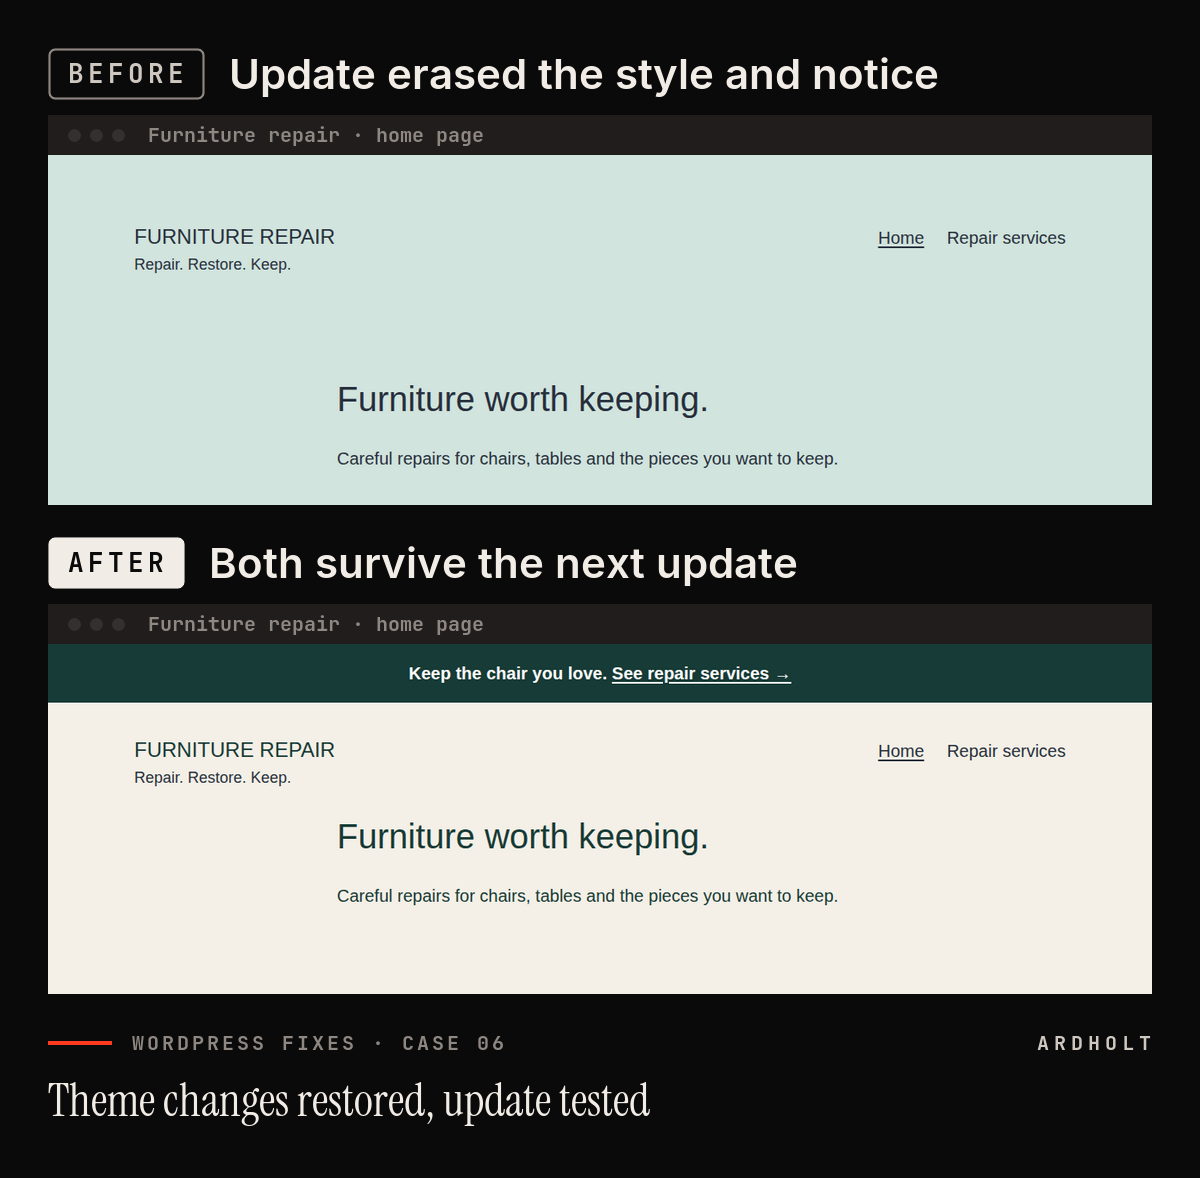 BEFORE Update erased the style and notice
Furniture repair · home page
FURNITURE REPAIR Home Repair services
Repair. Restore. Keep.
Furniture worth keeping.
Careful repairs for chairs, tables and the pieces you want to keep.
AFTER Both survive the next update
Furniture repair · home page
Keep the chair you love. See repair services →
FURNITURE REPAIR Home Repair services
Repair. Restore. Keep.
Furniture worth keeping.
Careful repairs for chairs, tables and the pieces you want to keep.
WORDPRESS FIXES · CASE 06 ARDHOLT
Theme changes restored, update tested